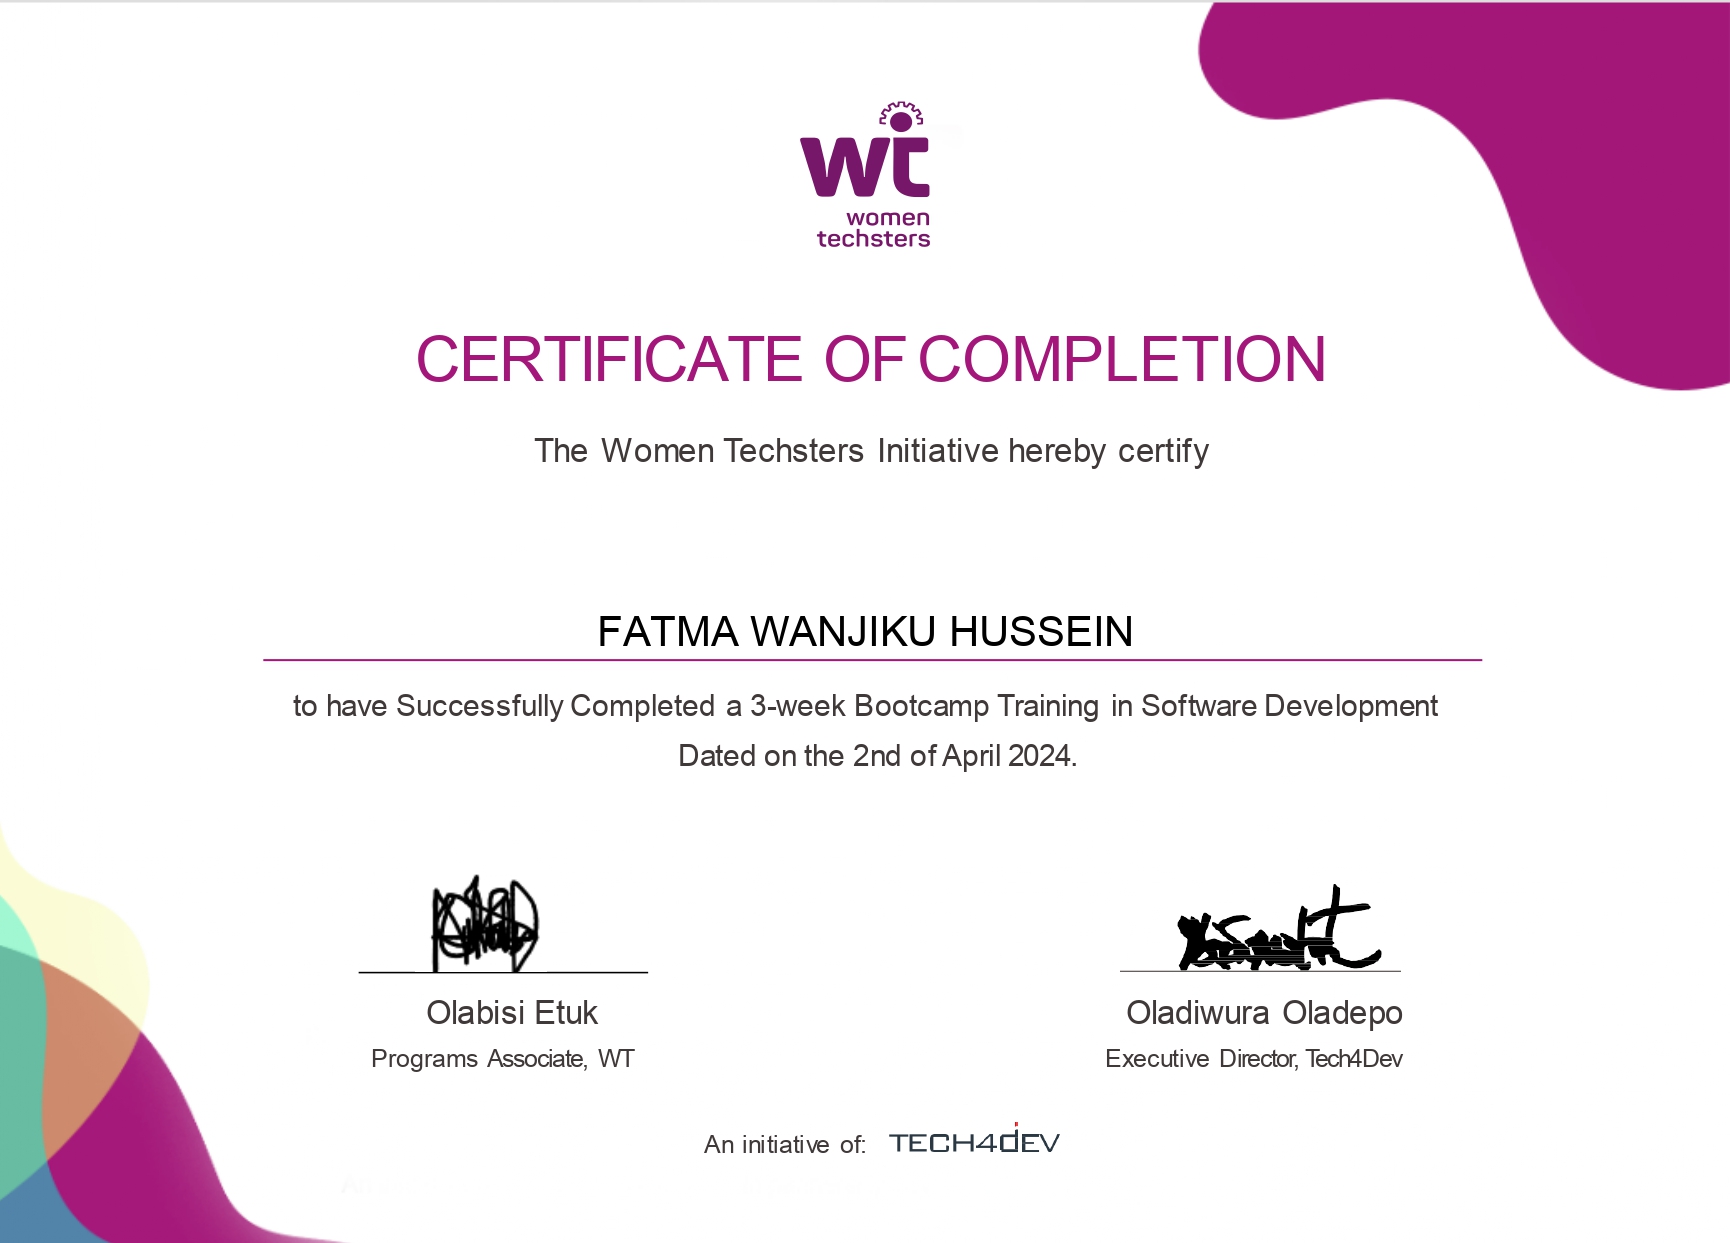 wt
women
techsters
CERTIFICATE OF COMPLETION
The Women Techsters Initiative hereby certify
FATMA WANJIKU HUSSEIN
to have Successfully Completed a 3-week Bootcamp Training in Software Development
Dated on the 2nd of April 2024.
Olabisi Etuk
Programs Associate, WT
Oladiwura Oladepo
Executive Director, Tech4Dev
An initiative of: TECH4dEV